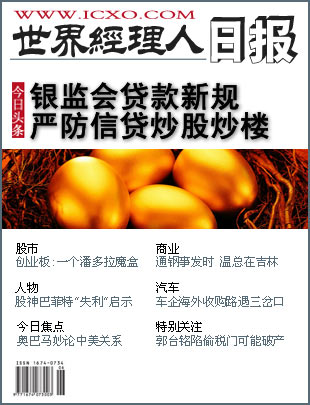 WWW.ICXO.COM
世界經理人日报
今日头条
银监会贷款新规
严防信贷炒股炒楼
股市
创业板:一个潘多拉魔盒
商业
通钢事发时 温总在吉林
人物
股神巴菲特“失利”启示
汽车
车企海外收购路遇三岔口
今日焦点
奥巴马妙论中美关系
特别关注
郭台铭陷偷税门可能破产
ISSN 1674-0734
06